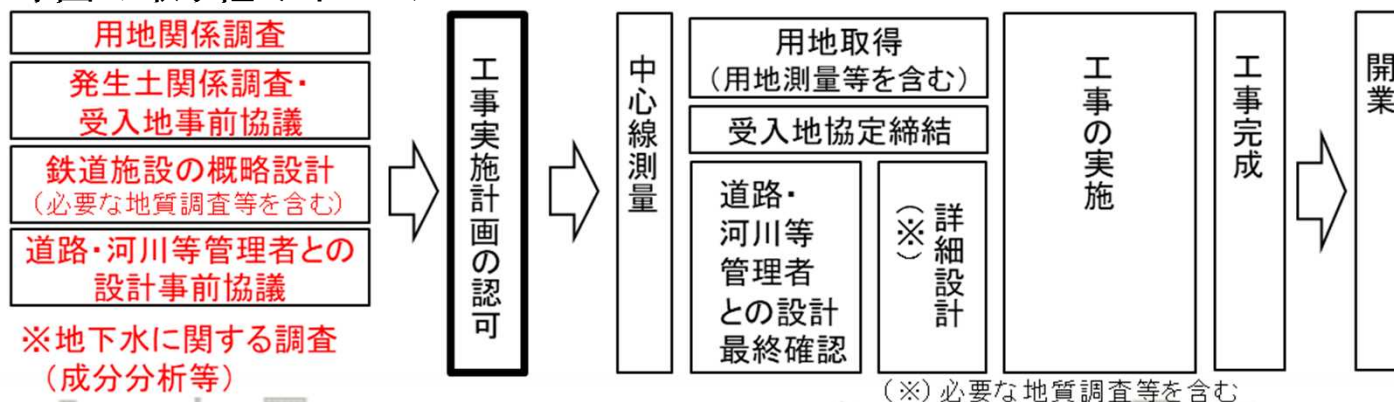 用地関係調査
発生土関係調査・
受入地事前協議
鉄道施設の概略設計
(必要な地質調査等を含む)
道路・河川等管理者との
設計事前協議
※地下水に関する調査
(成分分析等)
工事実施計画の認可
中心線測量
用地取得
(用地測量等を含む)
受入地協定締結
道路・
河川等
管理者
との設計
最終確認
詳細設計
(※)
工事の実施
工事完成
開業
(※)必要な地質調査等を含む